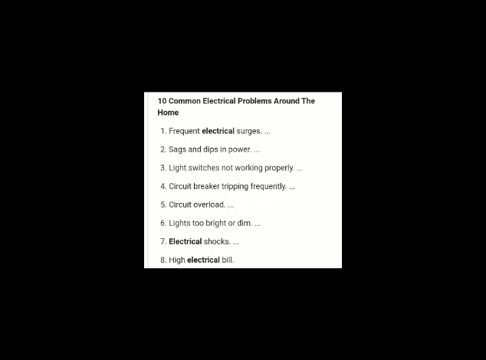 10 Common Electrical Problems Around The
Home
1. Frequent electrical surges. ...
2. Sags and dips in power. ...
3. Light switches not working properly. ...
4. Circuit breaker tripping frequently. ...
5. Circuit overload. ...
6. Lights too bright or dim. ...
7. Electrical shocks. ...
8. High electrical bill.